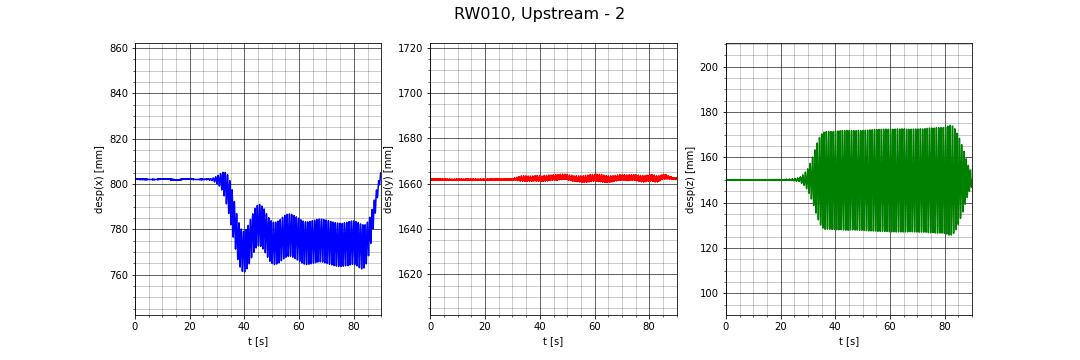 RW010, Upstream - 2
desp(x) [mm]
860
840
820
800
780
760
0 20 40 60 80
t [s]
desp(y) [mm]
1720
1700
1680
1660
1640
1620
0 20 40 60 80
t [s]
desp(z) [mm]
200
180
160
140
120
100
0 20 40 60 80
t [s]